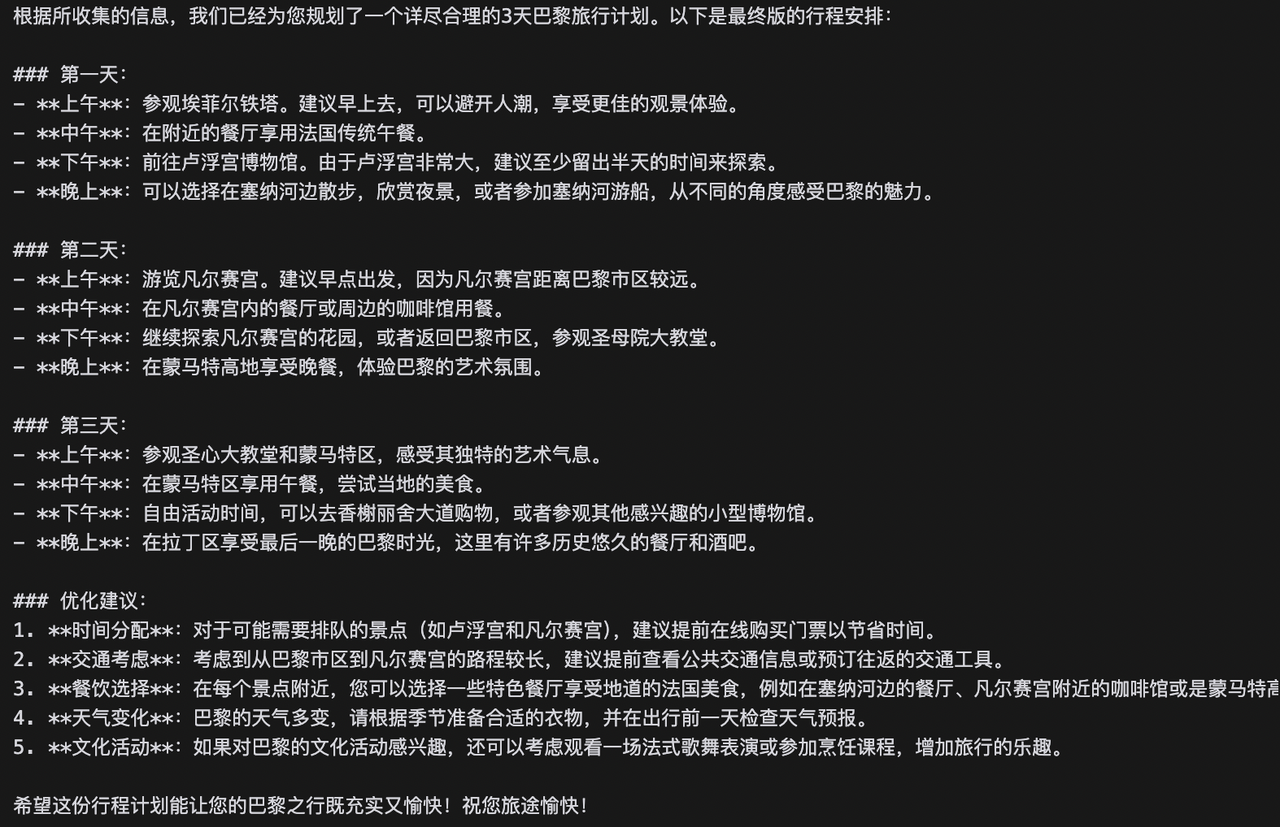 根据所收集的信息，我们已经为您规划了一个详尽合理的3天巴黎旅行计划。以下是最终版的行程安排：
### 第一天：
- **上午**：参观埃菲尔铁塔。建议早上去，可以避开人潮，享受更佳的观景体验。
- **中午**：在附近的餐厅享用法国传统午餐。
- **下午**：前往卢浮宫博物馆。由于卢浮宫非常大，建议至少留出半天的时间来探索。
- **晚上**：可以选择在塞纳河边散步，欣赏夜景，或者参加塞纳河游船，从不同的角度感受巴黎的魅力。
### 第二天：
- **上午**：游览凡尔赛宫。建议早点出发，因为凡尔赛宫距离巴黎市区较远。
- **中午**：在凡尔赛宫内的餐厅或周边的咖啡馆用餐。
- **下午**：继续探索凡尔赛宫的花园，或者返回巴黎市区，参观圣母院大教堂。
- **晚上**：在蒙马特高地享受晚餐，体验巴黎的艺术氛围。
### 第三天：
- **上午**：参观圣心大教堂和蒙马特区，感受其独特的艺术气息。
- **中午**：在蒙马特区享用午餐，尝试当地的美食。
- **下午**：自由活动时间，可以去香榭丽舍大道购物，或者参观其他感兴趣的小型博物馆。
- **晚上**：在拉丁区享受最后一晚的巴黎时光，这里有许多历史悠久的餐厅和酒吧。
### 优化建议：
1. **时间分配**：对于可能需要排队的景点（如卢浮宫和凡尔赛宫），建议提前在线购买门票以节省时间。
2. **交通考虑**：考虑到从巴黎市区到凡尔赛宫的路程较长，建议提前查看公共交通信息或预订往返的交通工具。
3. **餐饮选择**：在每个景点附近，您可以选择一些特色餐厅享受地道的法国美食，例如在塞纳河边的餐厅、凡尔赛宫附近的咖啡馆或是蒙马特高
4. **天气变化**：巴黎的天气多变，请根据季节准备合适的衣物，并在出行前一天检查天气预报。
5. **文化活动**：如果对巴黎的文化活动感兴趣，还可以考虑观看一场法式歌舞表演或参加烹饪课程，增加旅行的乐趣。
希望这份行程计划能让您的巴黎之行既充实又愉快！祝您旅途愉快！